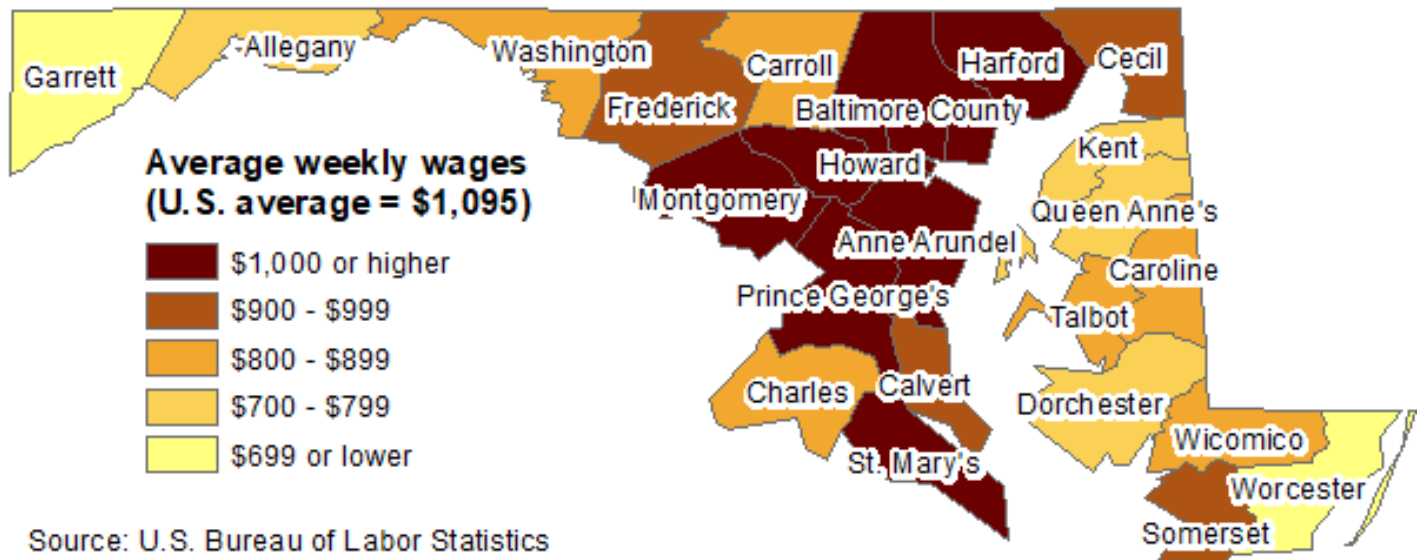 Garrett
Allegany
Washington
Frederick
Carroll
Harford
Cecil
Baltimore County
Howard
Montgomery
Kent
Queen Anne's
Anne Arundel
Caroline
Prince George's
Talbot
Charles
Calvert
Dorchester
St. Mary's
Wicomico
Worcester
Somerset
Average weekly wages
(U.S. average = $1,095)
$1,000 or higher
$900 - $999
$800 - $899
$700 - $799
$699 or lower
Source: U.S. Bureau of Labor Statistics